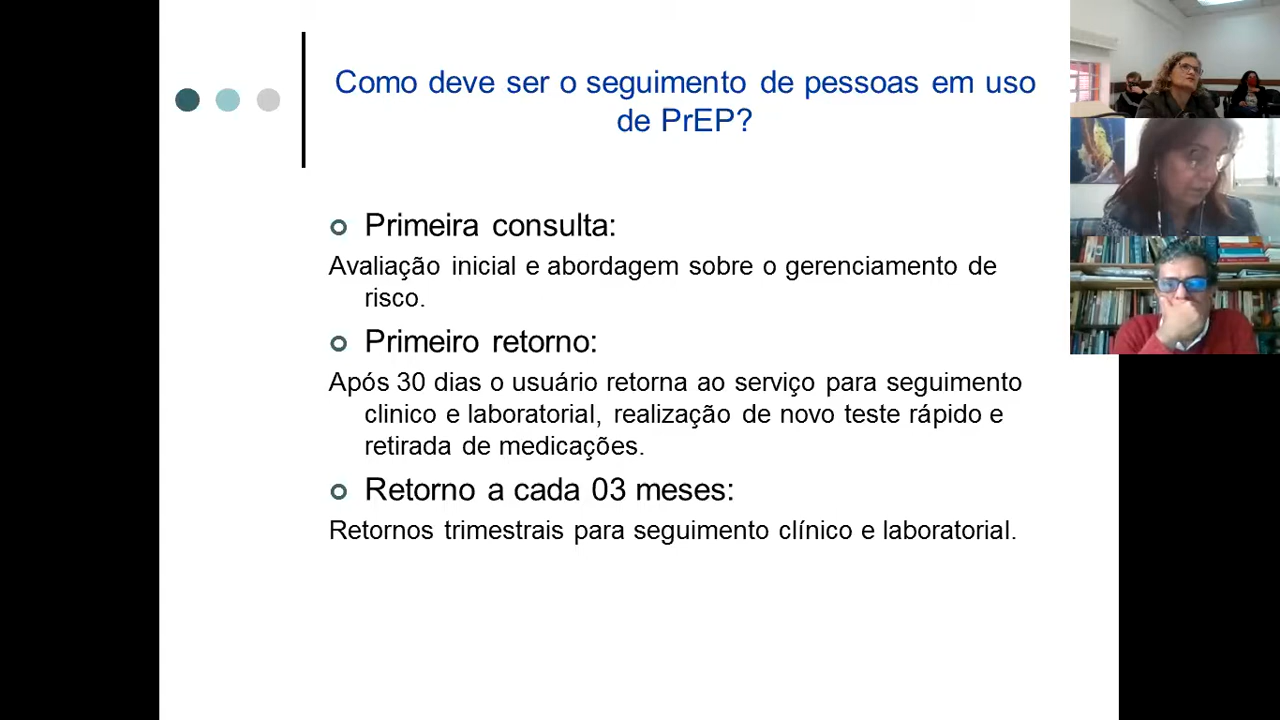 Como deve ser o seguimento de pessoas em uso
de PrEP?
Primeira consulta:
Avaliação inicial e abordagem sobre o gerenciamento de
risco.
Primeiro retorno:
Após 30 dias o usuário retorna ao serviço para seguimento
clinico e laboratorial, realização de novo teste rápido e
retirada de medicações.
Retorno a cada 03 meses:
Retornos trimestrais para seguimento clínico e laboratorial.